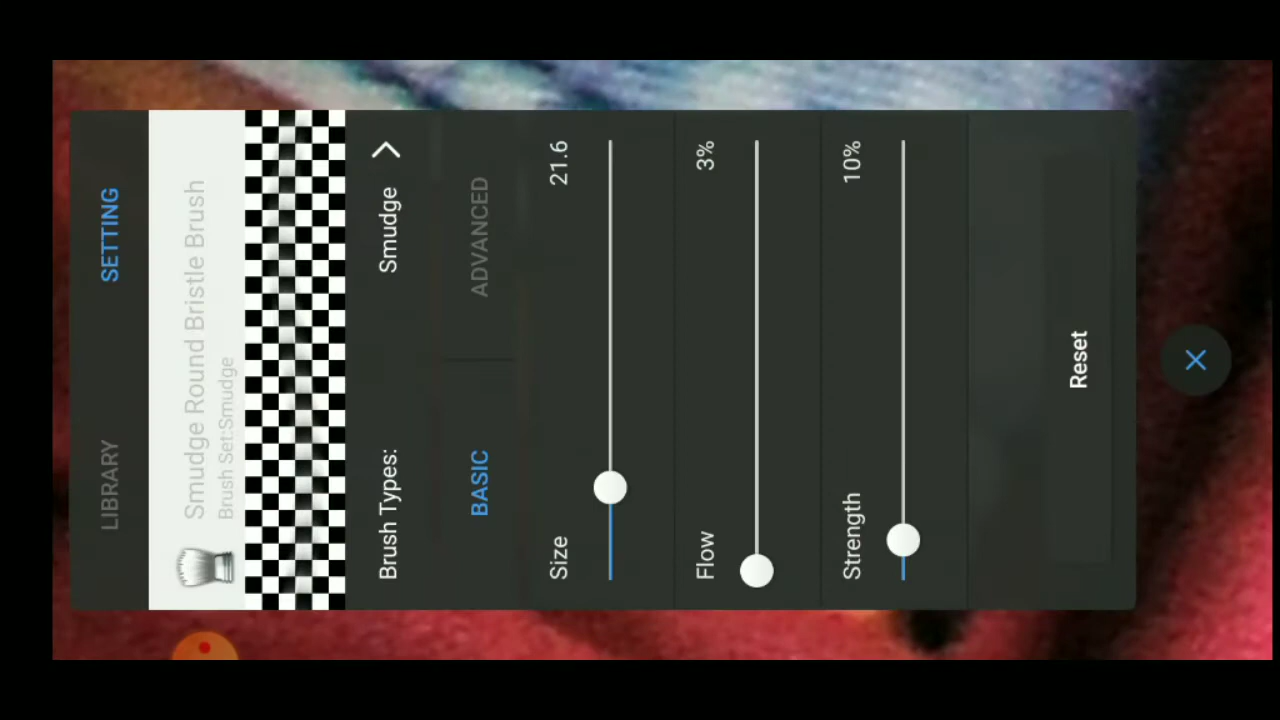 LIBRARY SETTING
Smudge Round Bristle Brush
Brush Set:Smudge
Brush Types: Smudge
BASIC ADVANCED
Size 21.6
Flow 3%
Strength 10%
Reset